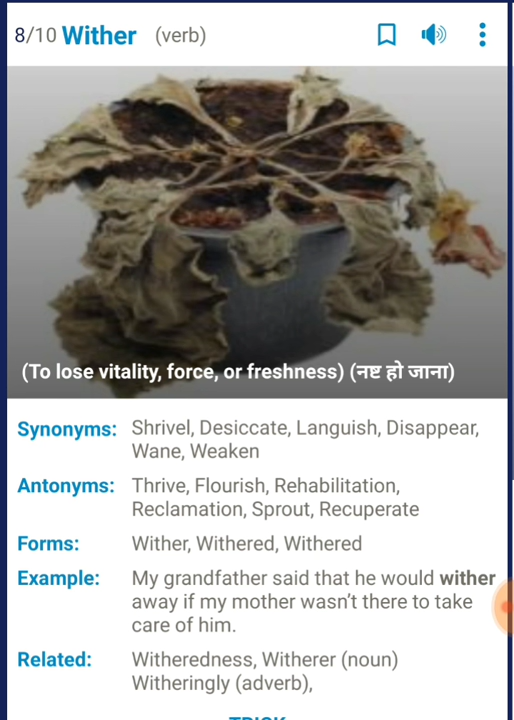 8/10 Wither (verb)
(To lose vitality, force, or freshness) (नष्ट हो जाना)
Synonyms: Shrivel, Desiccate, Languish, Disappear,
Wane, Weaken
Antonyms: Thrive, Flourish, Rehabilitation,
Reclamation, Sprout, Recuperate
Forms: Wither, Withered, Withered
Example: My grandfather said that he would wither
away if my mother wasn't there to take
care of him.
Related: Witheredness, Witherer (noun)
Witheringly (adverb),
TRICK